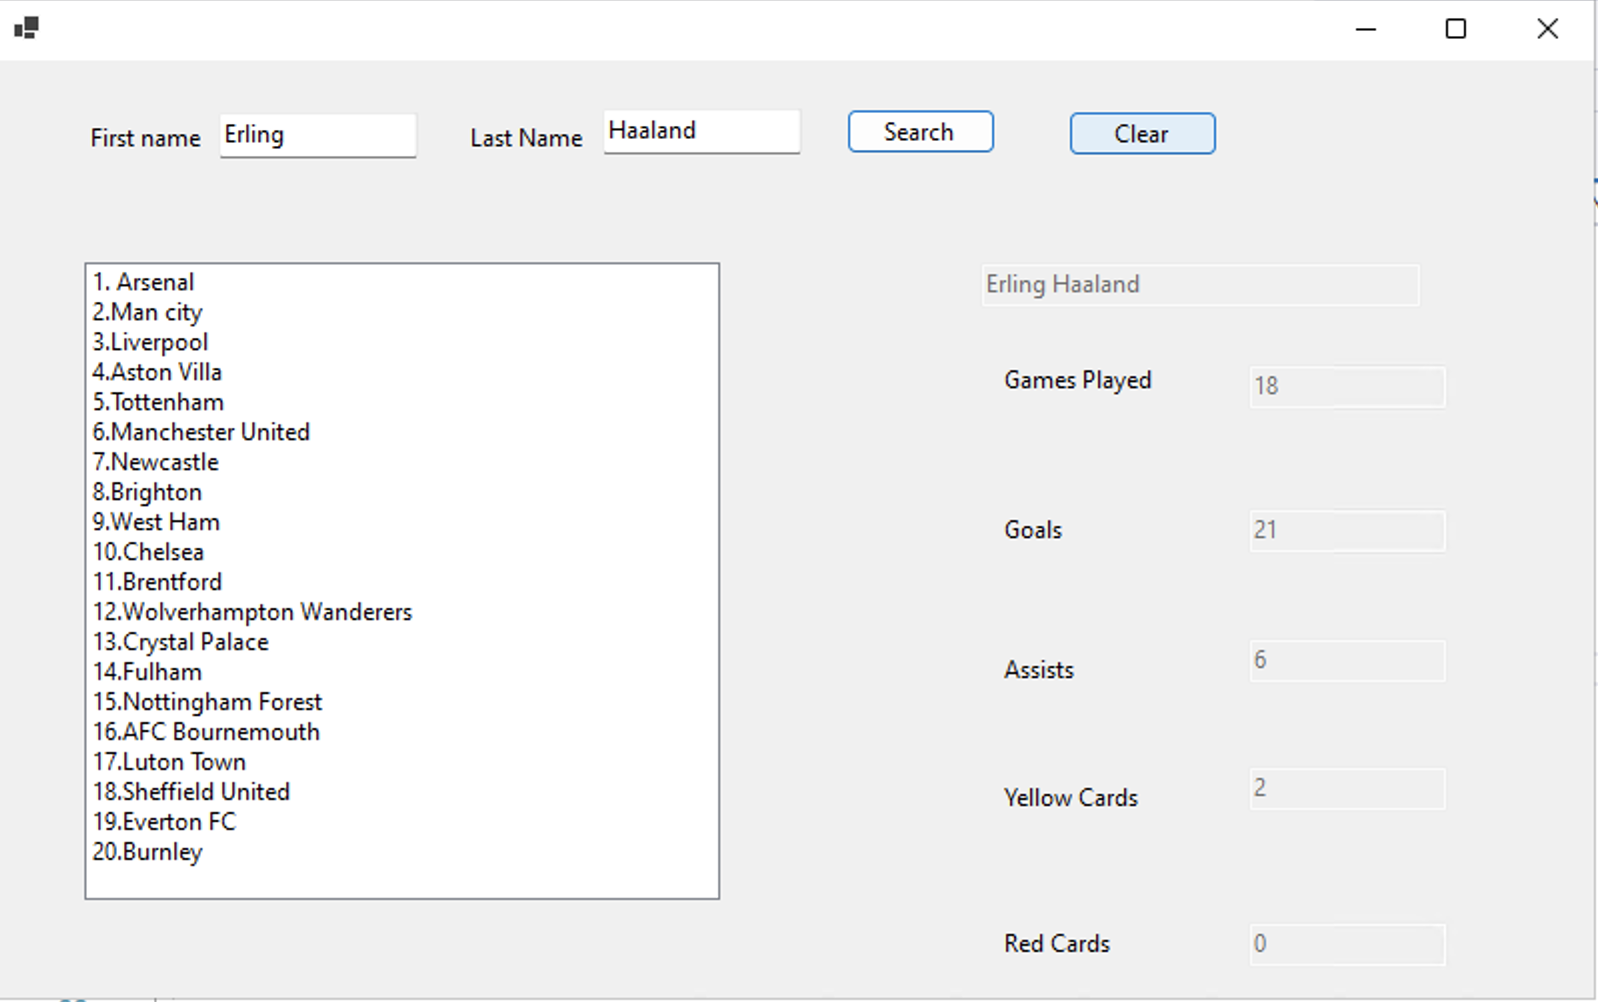 First name Erling Last Name Haaland Search Clear
1. Arsenal
2.Man city
3.Liverpool
4.Aston Villa
5.Tottenham
6.Manchester United
7.Newcastle
8.Brighton
9.West Ham
10.Chelsea
11.Brentford
12.Wolverhampton Wanderers
13.Crystal Palace
14.Fulham
15.Nottingham Forest
16.AFC Bournemouth
17.Luton Town
18.Sheffield United
19.Everton FC
20.Burnley
Erling Haaland
Games Played 18
Goals 21
Assists 6
Yellow Cards 2
Red Cards 0